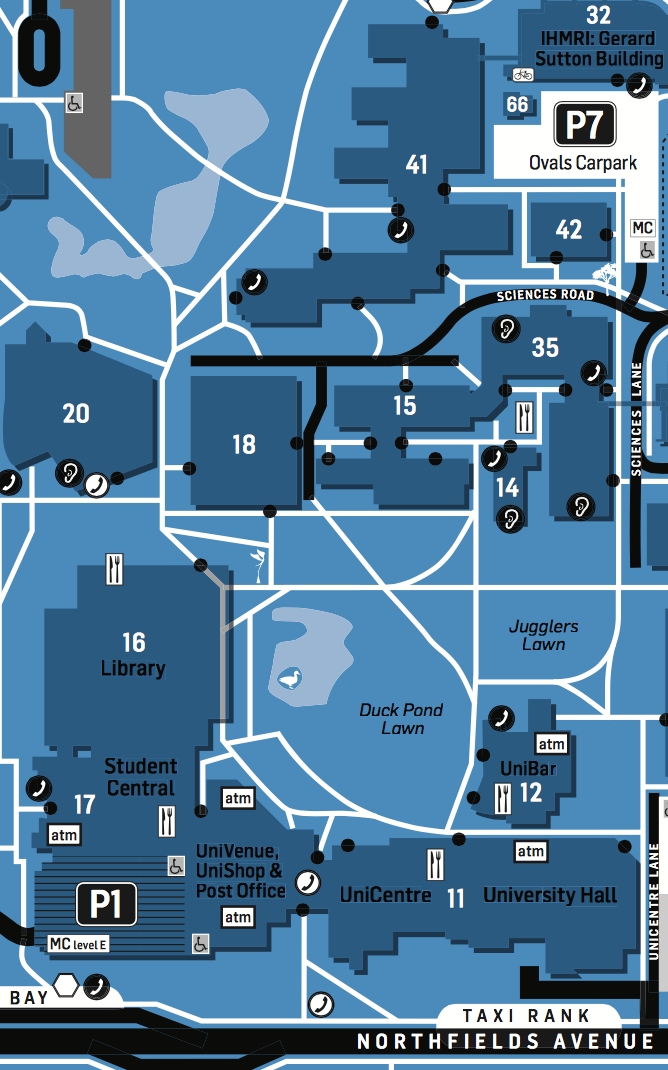 32
IHMRI: Gerard
Sutton Building
66
P7
Ovals Carpark
41
42
MC
SCIENCES ROAD
35
SCIENCES LANE
20
18
15
14
16
Library
Jugglers
Lawn
Duck Pond
Lawn
Student
Central
17
atm
atm
UniBar
12
atm
UniVenue,
UniShop &
Post Office
atm
UniCentre
11
University Hall
atm
UNICENTRE LANE
P1
MC level E
BAY
TAXI RANK
NORTHFIELDS AVENUE